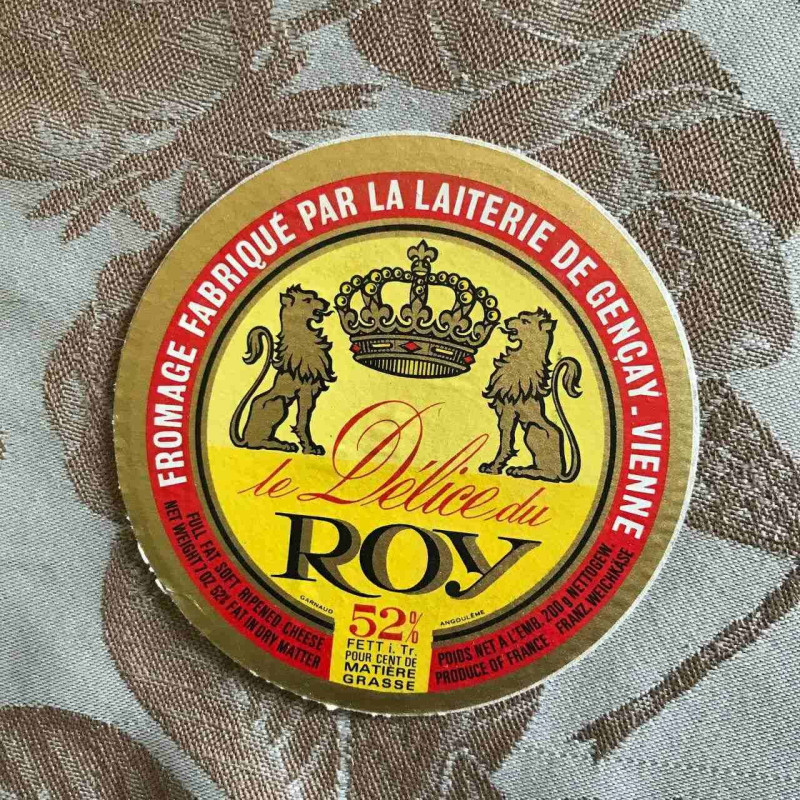 FROMAGE FABRIQUÉ PAR LA LAITERIE DE GENÇAY - VIENNE
le Délice du
ROY
GARNAUD
ANGOULÊME
52%
FETT i. Tr.
POUR CENT DE
MATIÈRE
GRASSE
FULL FAT SOFT RIPENED CHEESE
NET WEIGHT 7 OZ. 52% FAT IN DRY MATTER
POIDS NET A L'EMB. 200 g NETTOGEW.
PRODUCE OF FRANCE - FRANZ. WEICHKÄSE